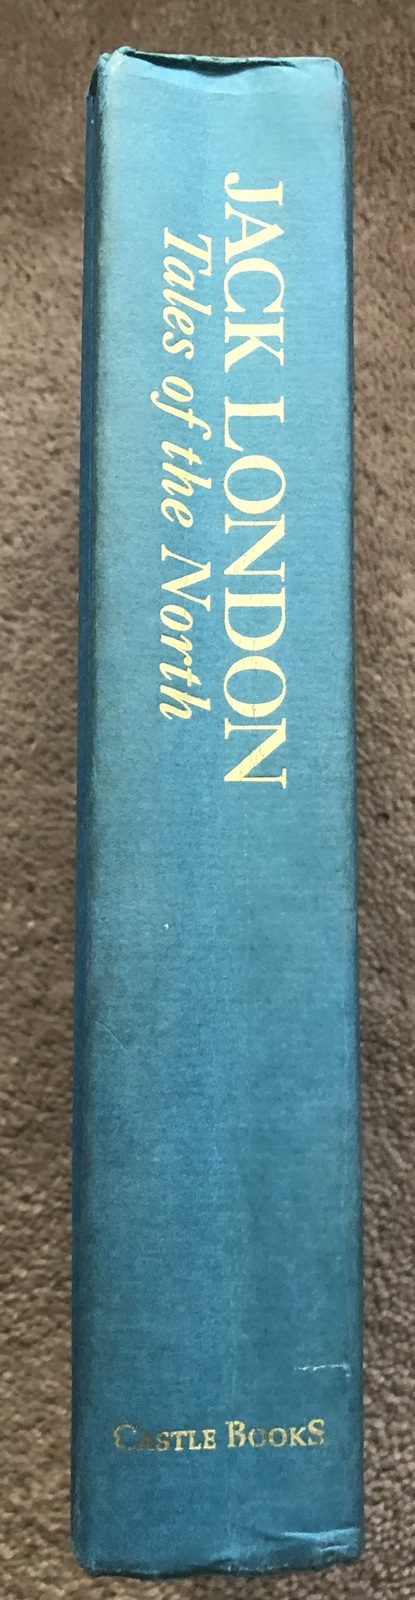 JACK LONDON
Tales of the North
CASTLE BOOKS